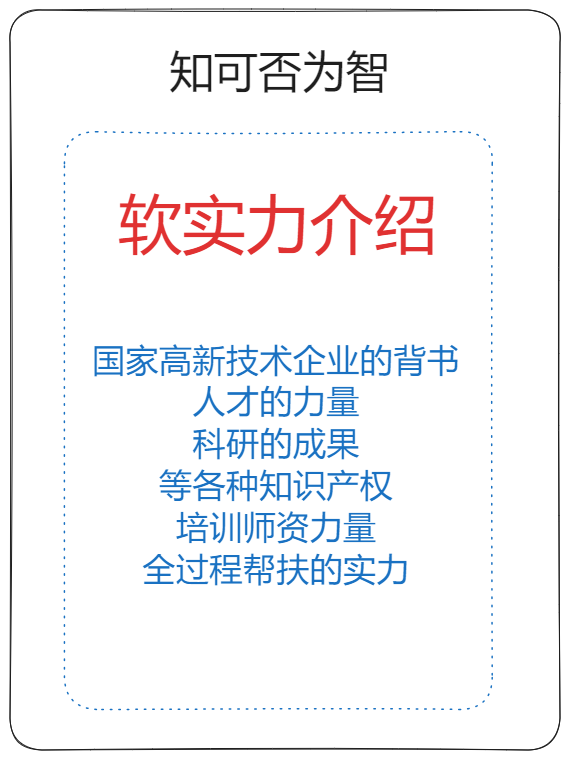 知可否为智
软实力介绍
国家高新技术企业的背书
人才的力量
科研的成果
等各种知识产权
培训师资力量
全过程帮扶的实力